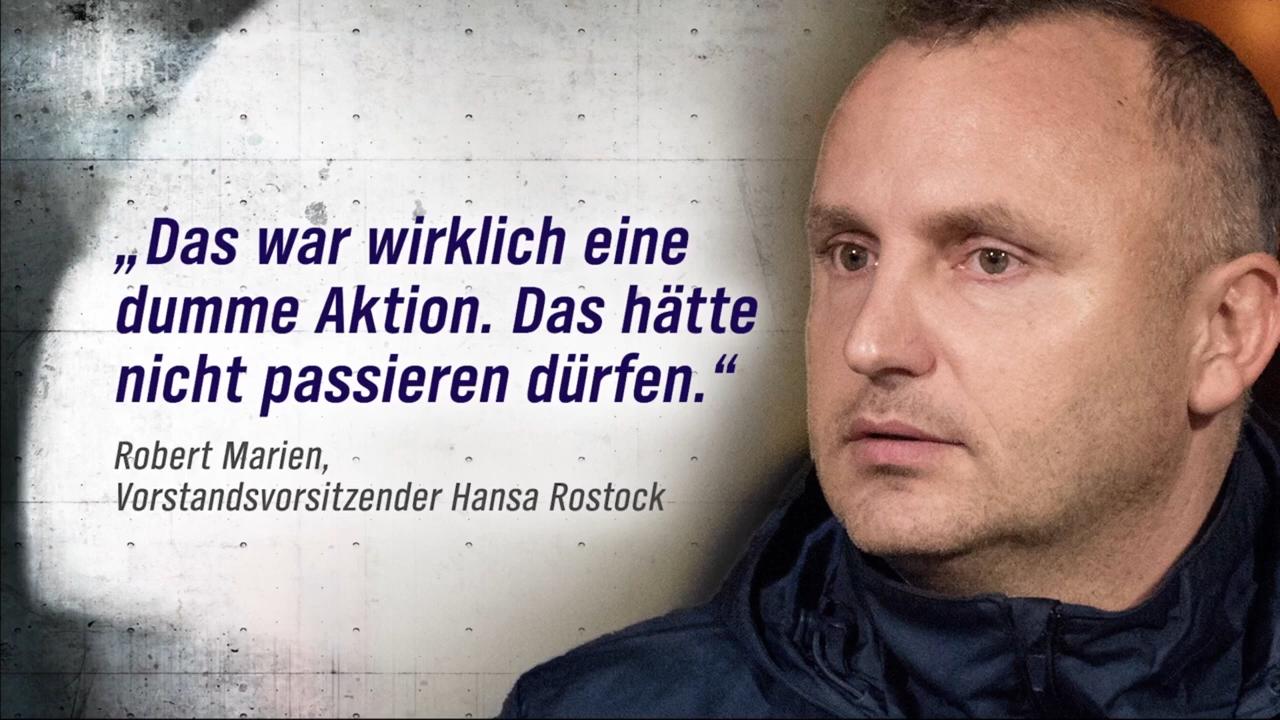 „Das war wirklich eine
dumme Aktion. Das hätte
nicht passieren dürfen.“
Robert Marien,
Vorstandsvorsitzender Hansa Rostock